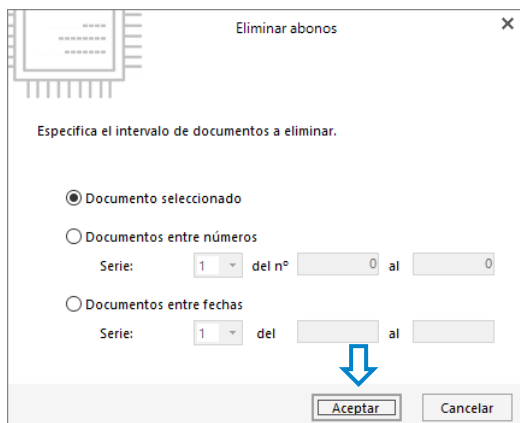 Eliminar abonos
Especifica el intervalo de documentos a eliminar.
Documento seleccionado
Documentos entre números
Serie: 1 del nº 0 al 0
Documentos entre fechas
Serie: 1 del al
Aceptar Cancelar